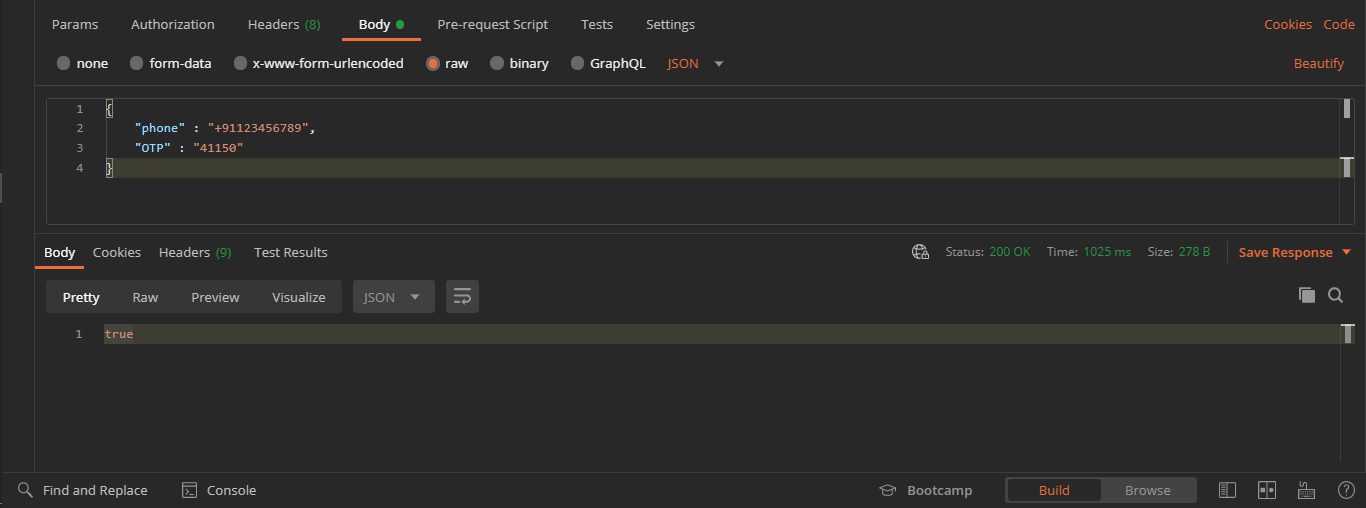 Params Authorization Headers (8) Body Pre-request Script Tests Settings Cookies Code
none form-data x-www-form-urlencoded raw binary GraphQL JSON Beautify
1 {
2 "phone" : "+91123456789",
3 "OTP" : "41150"
4 }
Body Cookies Headers (9) Test Results Status: 200 OK Time: 1025 ms Size: 278 B Save Response
Pretty Raw Preview Visualize JSON
1 true
Find and Replace Console Bootcamp Build Browse